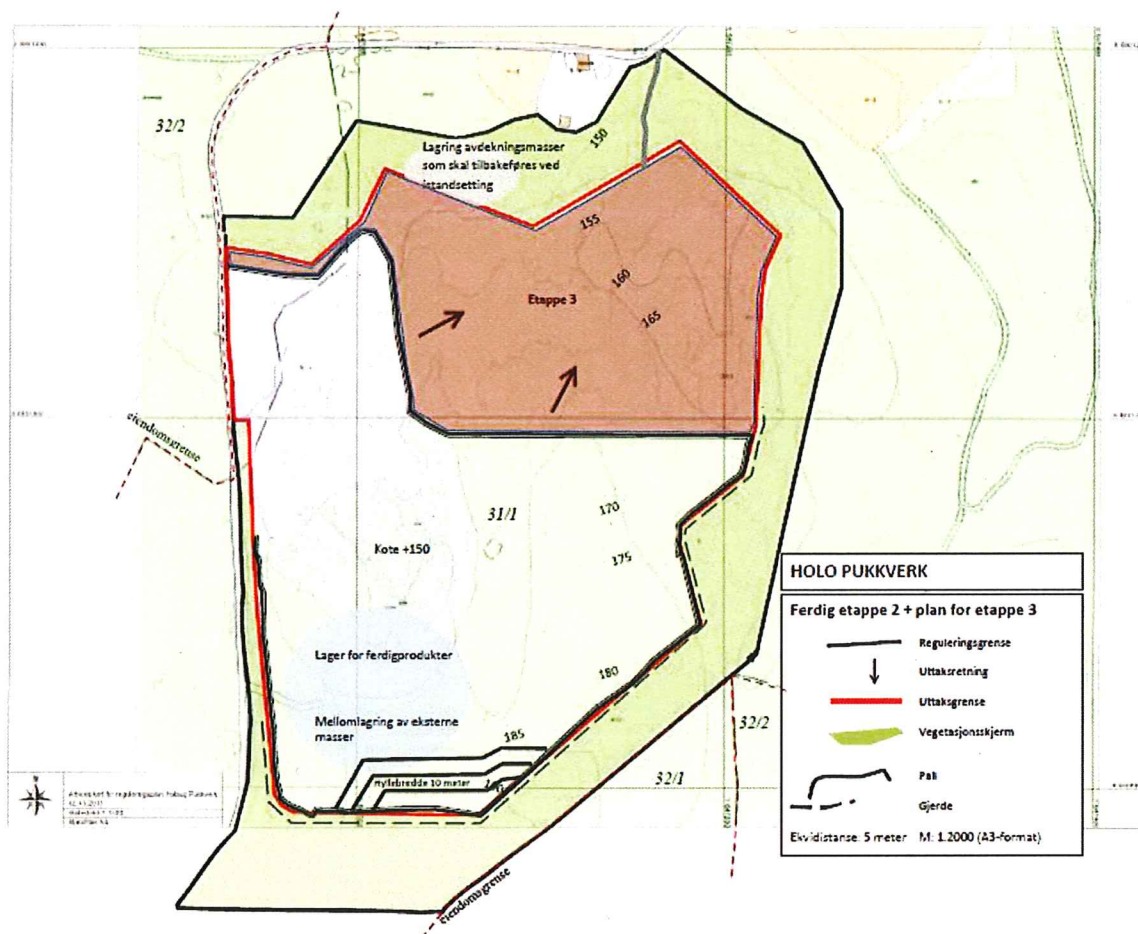 32/2
Lagring avdekningsmasser
som skal tilbakeføres ved
istandsetting
150
155
160
Etappe 3
165
eiendomsgrense
31/1
170
Kote +150
175
HOLO PUKKVERK
Ferdig etappe 2 + plan for etappe 3
Reguleringsgrense
Uttaksretning
Uttaksgrense
Vegetasjonsskjerm
Pall
Gjerde
Ekvidistanse: 5 meter M: 1:2000 (A3-format)
Lager for ferdigprodukter
180
Mellomlagring av eksterne
masser
185
32/2
32/1
Hyllebredde 10 meter
eiendomsgrense